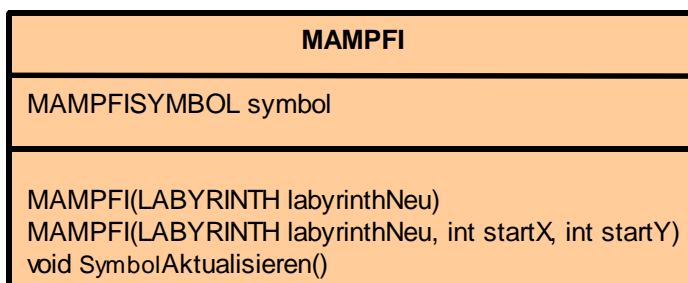 MAMPFI
MAMPFISYMBOL symbol
MAMPFI(LABYRINTH labyrinthNeu)
MAMPFI(LABYRINTH labyrinthNeu, int startX, int startY)
void SymbolAktualisieren()